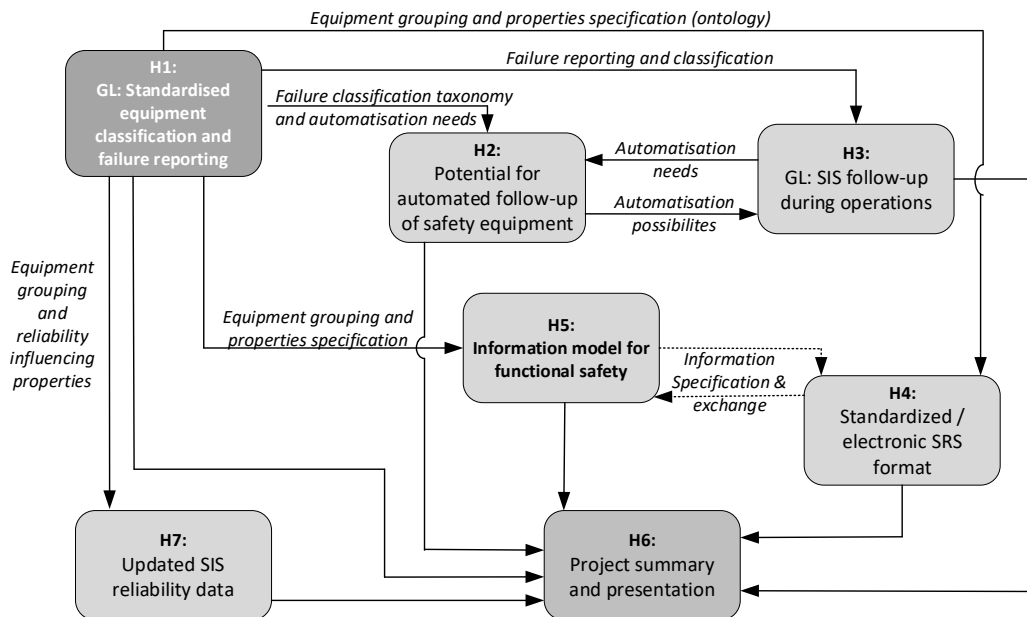 Equipment grouping and properties specification (ontology)
H1:
GL: Standardised
equipment
classification and
failure reporting
Failure reporting and classification
Failure classification taxonomy
and automatisation needs
H2:
Potential for
automated follow-up
of safety equipment
Automatisation
needs
Automatisation
possibilites
H3:
GL: SIS follow-up
during operations
Equipment
grouping
and
reliability
influencing
properties
Equipment grouping and
properties specification
H5:
Information model for
functional safety
Information
Specification &
exchange
H4:
Standardized /
electronic SRS
format
H7:
Updated SIS
reliability data
H6:
Project summary
and presentation